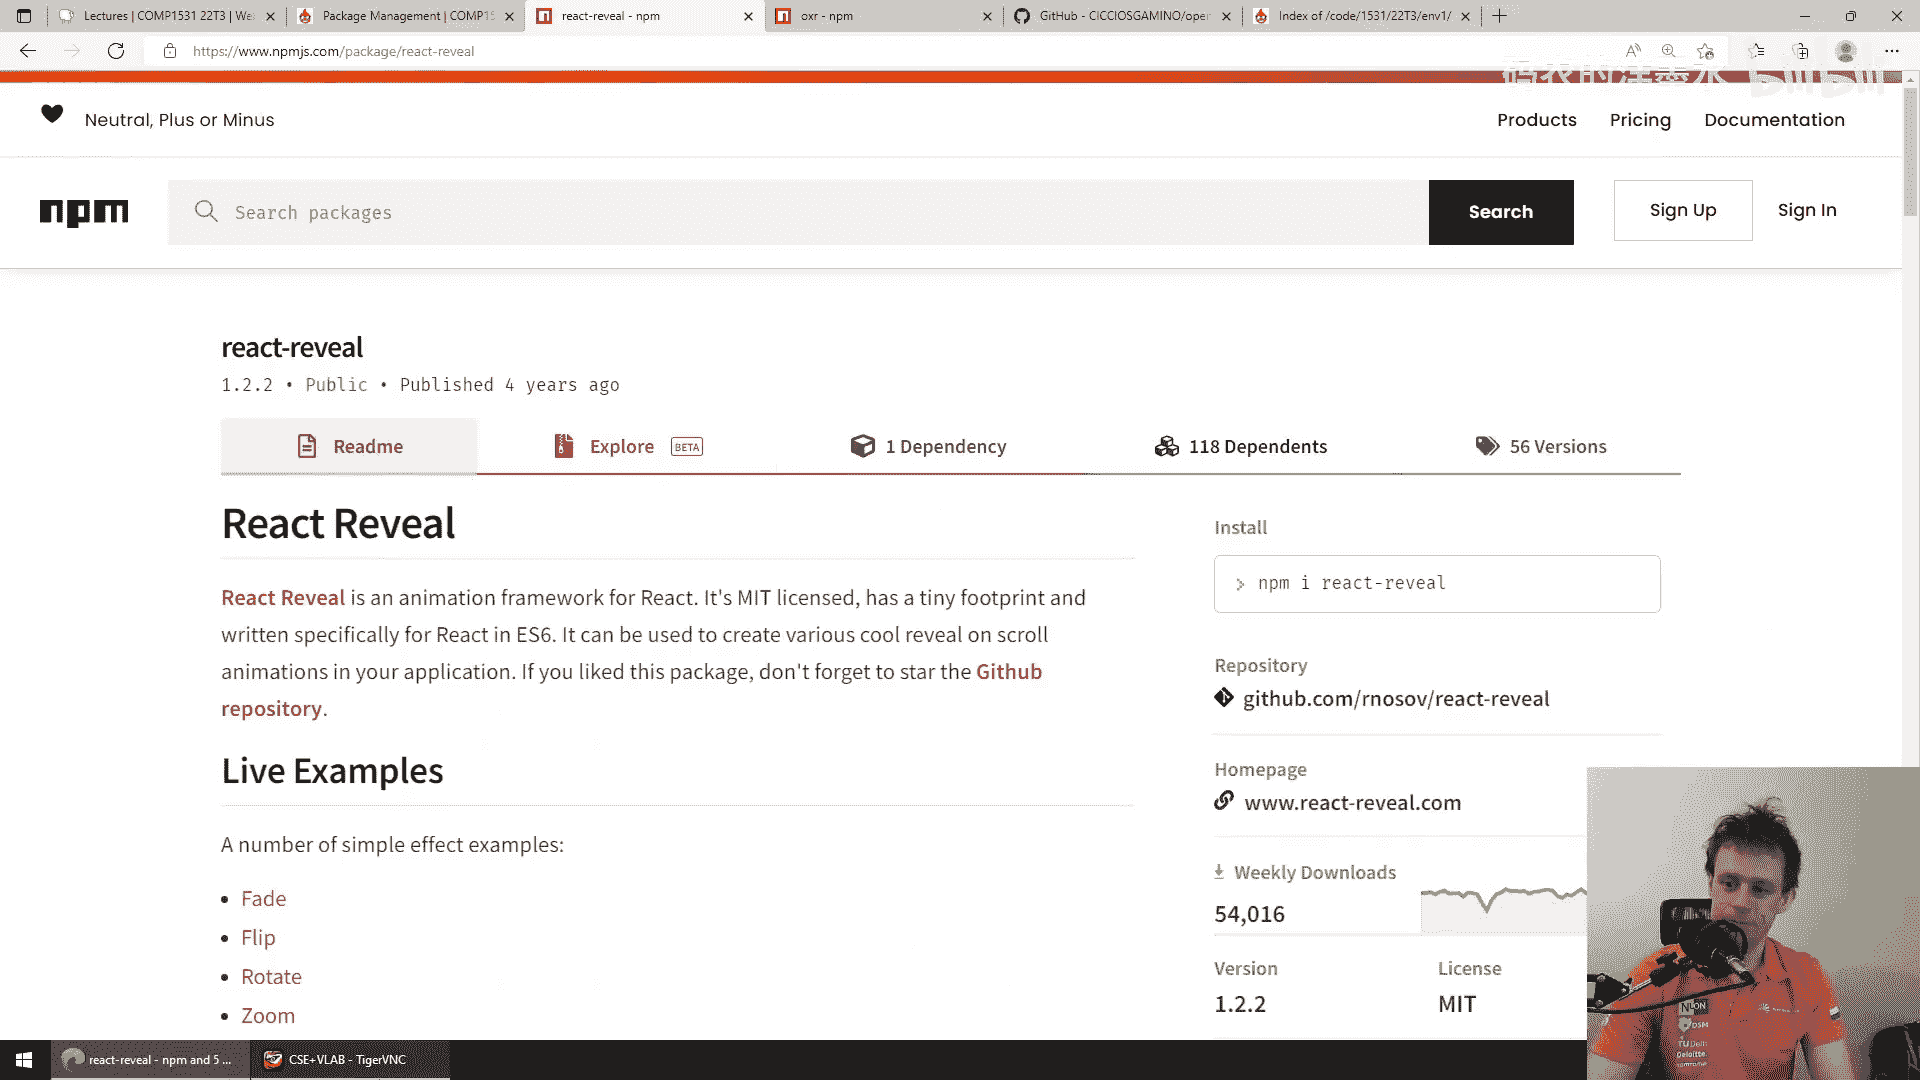 Lectures | COMP1531 22T3 | We
Package Management | COMP15
react-reveal - npm
oxr - npm
GitHub - CICCIOSGAMINO/oper
Index of /code/1531/22T3/env1/
https://www.npmjs.com/package/react-reveal
Neutral, Plus or Minus
Products
Pricing
Documentation
npm
Search packages
Search
Sign Up
Sign In
react-reveal
1.2.2 • Public • Published 4 years ago
Readme
Explore BETA
1 Dependency
118 Dependents
56 Versions
React Reveal
React Reveal is an animation framework for React. It's MIT licensed, has a tiny footprint and
written specifically for React in ES6. It can be used to create various cool reveal on scroll
animations in your application. If you liked this package, don't forget to star the Github
repository.
Live Examples
A number of simple effect examples:
• Fade
• Flip
• Rotate
• Zoom
Install
> npm i react-reveal
Repository
github.com/rnosov/react-reveal
Homepage
www.react-reveal.com
Weekly Downloads
54,016
Version
1.2.2
License
MIT
DSM
TU Delft
Deloitte.
react-reveal - npm and 5 ...
CSE+VLAB - TigerVNC